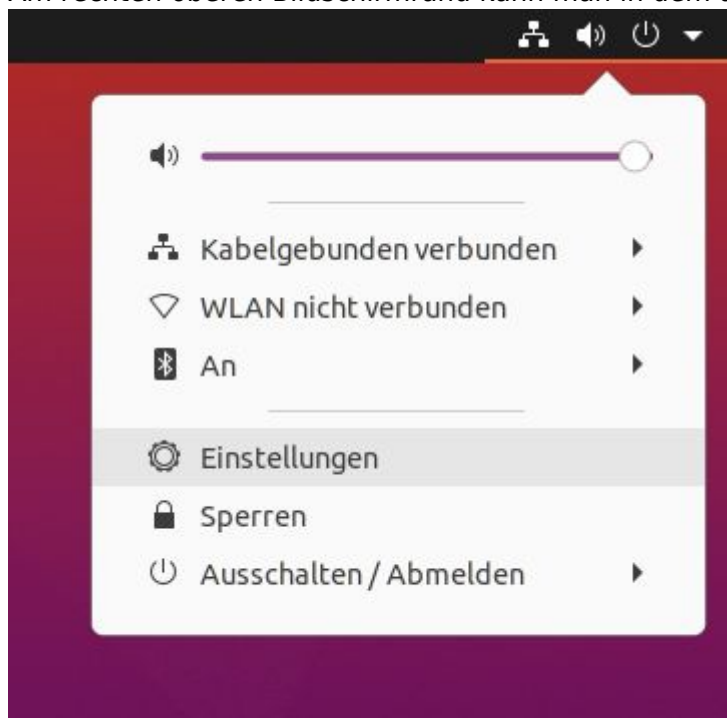 Kabelgebunden verbunden
WLAN nicht verbunden
An
Einstellungen
Sperren
Ausschalten / Abmelden